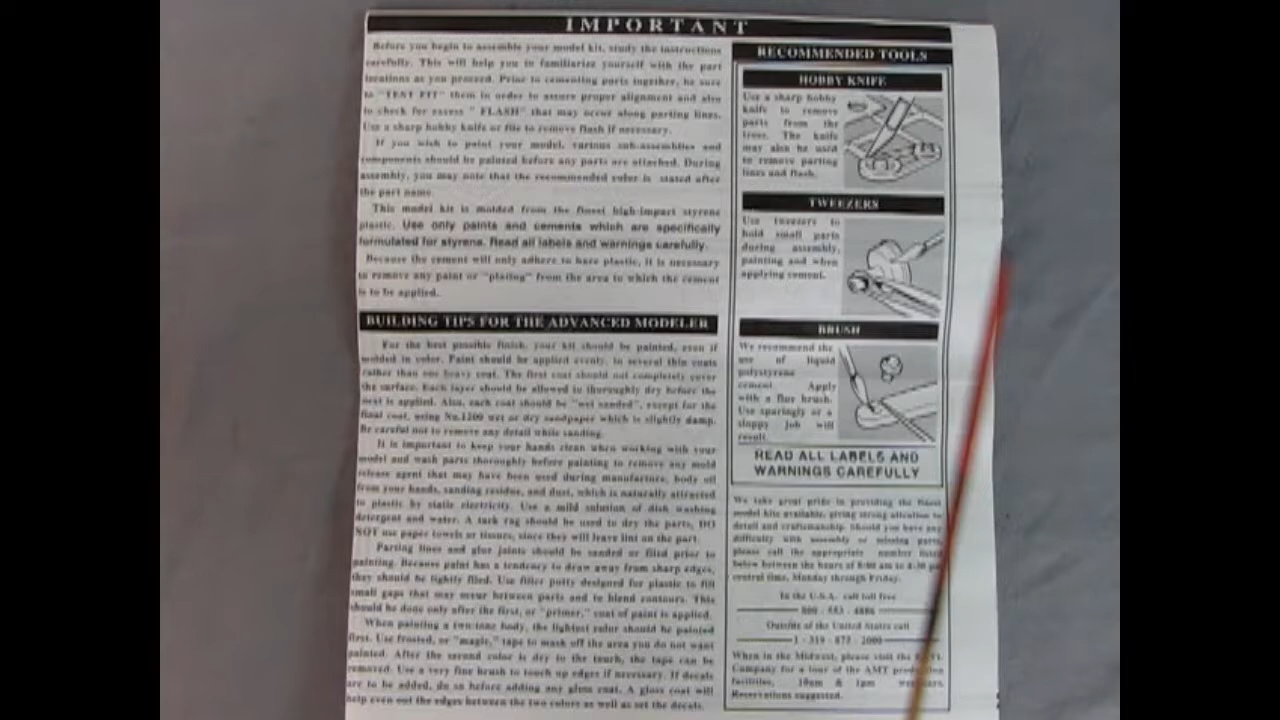 IMPORTANT
Before you begin to assemble your model kit, study the instructions
carefully. This will help you to familiarize yourself with the part
locations as you proceed. Prior to cementing parts together, be sure
to "TEST FIT" them in order to assure proper alignment and also
to check for excess " FLASH" that may occur along parting lines.
Use a sharp hobby knife or file to remove flash if necessary.
If you wish to paint your model, various sub-assemblies and
components should be painted before any parts are attached. During
assembly, you may note that the recommended color is stated after
the part name.
This model kit is molded from the finest high-impact styrene
plastic. Use only paints and cements which are specifically
formulated for styrene. Read all labels and warnings carefully.
Because the cement will only adhere to bare plastic, it is necessary
to remove any paint or "plating" from the area to which the cement
is to be applied.
BUILDING TIPS FOR THE ADVANCED MODELER
For the best possible finish, your kit should be painted, even if
molded in color. Paint should be applied evenly, in several thin coats
rather than one heavy coat. The first coat should not completely cover
the surface. Each layer should be allowed to thoroughly dry before the
next is applied. Also, each coat should be "wet sanded", except for the
final coat, using No.1200 wet or dry sandpaper which is slightly damp.
Be careful not to remove any detail while sanding.
It is important to keep your hands clean when working with your
model and wash parts thoroughly before painting to remove any mold
release agent that may have been used during manufacture, body oil
from your hands, sanding residue, and dust, which is naturally attracted
to plastic by static electricity. Use a mild solution of dish washing
detergent and water. A tack rag should be used to dry the parts, DO
NOT use paper towels or tissues, since they will leave lint on the part.
Parting lines and glue joints should be sanded or filed prior to
painting. Because paint has a tendency to draw away from sharp edges,
they should be lightly filed. Use filler putty designed for plastic to fill
small gaps that may occur between parts and to blend contours. This
should be done only after the first, or "primer," coat of paint is applied.
When painting a two-tone body, the lightest color should be painted
first. Use frosted, or "magic," tape to mask off the area you do not want
painted. After the second color is dry to the touch, the tape can be
removed. Use a very fine brush to touch up edges if necessary. If decals
are to be added, do so before adding any gloss coat. A gloss coat will
help even out the edges between the two colors as well as set the decals.
RECOMMENDED TOOLS
HOBBY KNIFE
Use a sharp hobby
knife to remove
parts from the
trees. The knife
may also be used
to remove parting
lines and flash.
TWEEZERS
Use tweezers to
hold small parts
during assembly,
painting and when
applying cement.
BRUSH
We recommend the
use of liquid
polystyrene
cement. Apply
with a fine brush.
Use sparingly or a
sloppy job will
result.
READ ALL LABELS AND
WARNINGS CAREFULLY
We take great pride in providing the finest
model kits available, giving strong attention to
detail and craftsmanship. Should you have any
difficulty with assembly or missing parts,
please call the appropriate number listed
below between the hours of 8:00 am to 4:30 pm
central time, Monday through Friday.
In the U.S.A. call toll free
800 - 553 - 4886
Outside of the United States call
1 - 319 - 875 - 2000
When in the Midwest, please visit the
Company for a tour of the AMT production
facilities, 10am & 1pm
Reservations suggested.